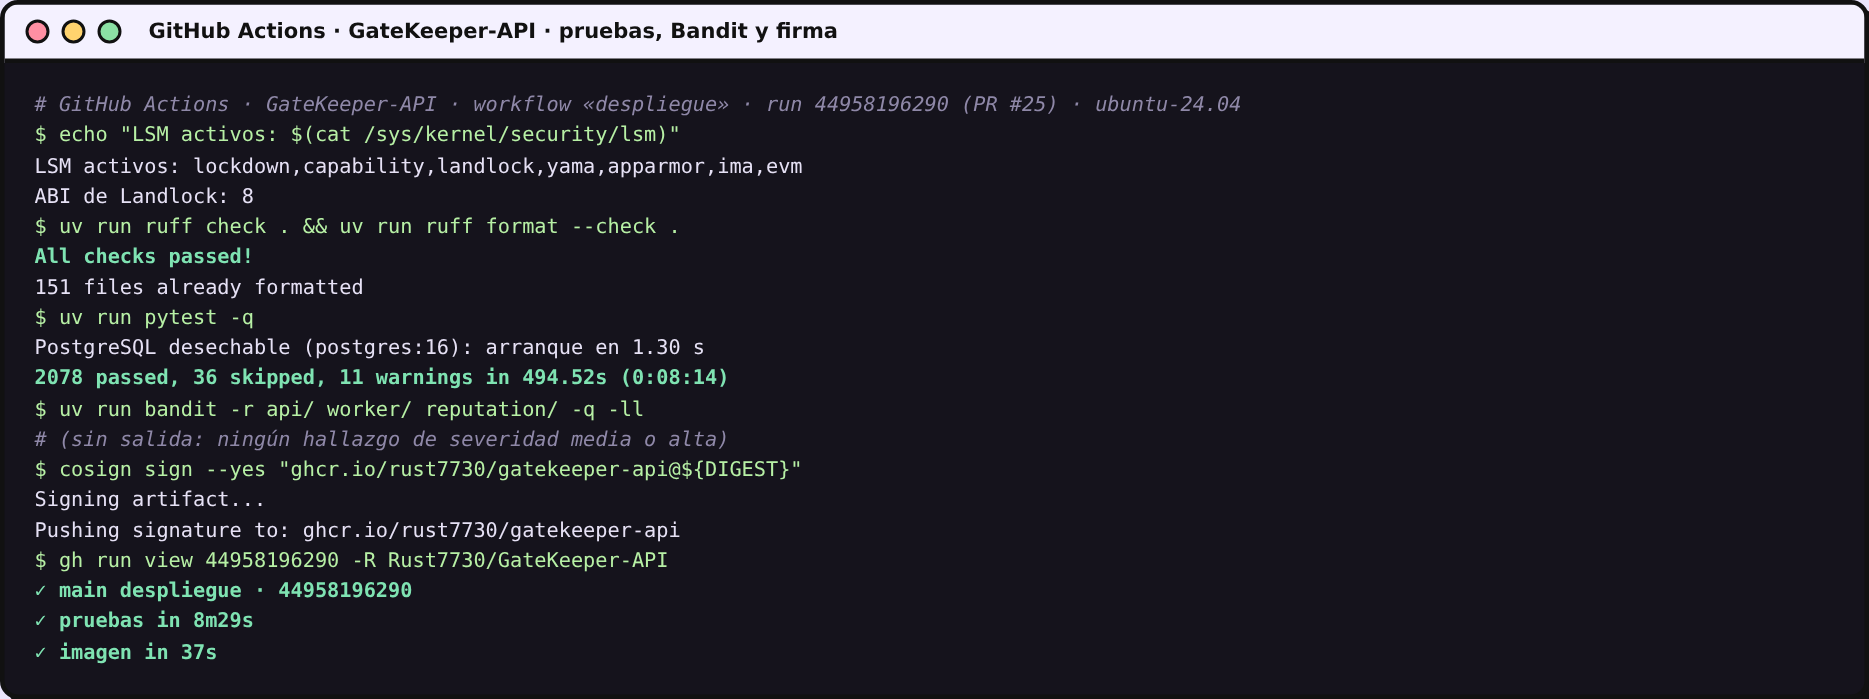 GitHub Actions · GateKeeper-API · pruebas, Bandit y firma
# GitHub Actions · GateKeeper-API · workflow «despliegue» · run 44958196290 (PR #25) · ubuntu-24.04
$ echo "LSM activos: $(cat /sys/kernel/security/lsm)"
LSM activos: lockdown,capability,landlock,yama,apparmor,ima,evm
ABI de Landlock: 8
$ uv run ruff check . && uv run ruff format --check .
All checks passed!
151 files already formatted
$ uv run pytest -q
PostgreSQL desechable (postgres:16): arranque en 1.30 s
2078 passed, 36 skipped, 11 warnings in 494.52s (0:08:14)
$ uv run bandit -r api/ worker/ reputation/ -q -ll
# (sin salida: ningún hallazgo de severidad media o alta)
$ cosign sign --yes "ghcr.io/rust7730/gatekeeper-api@${DIGEST}"
Signing artifact...
Pushing signature to: ghcr.io/rust7730/gatekeeper-api
$ gh run view 44958196290 -R Rust7730/GateKeeper-API
✓ main despliegue · 44958196290
✓ pruebas in 8m29s
✓ imagen in 37s